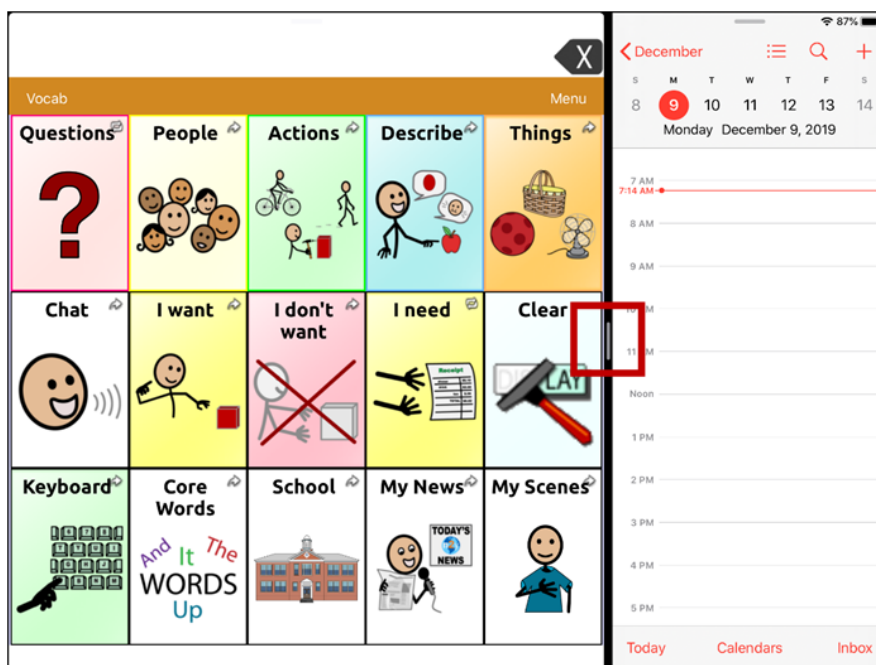 X
Vocab
Menu
Questions
People
Actions
Describe
Things
?
Chat
I want
I don't
want
I need
Receipt
Clear
Keyboard
Core
Words
And It The
WORDS
Up
School
My News
TODAY'S
NEWS
My Scenes
87%
December
S M T W T F S
8 9 10 11 12 13 14
Monday December 9, 2019
7 AM
7:14 AM
8 AM
9 AM
11 AM
Noon
1 PM
2 PM
3 PM
4 PM
5 PM
Today Calendars Inbox